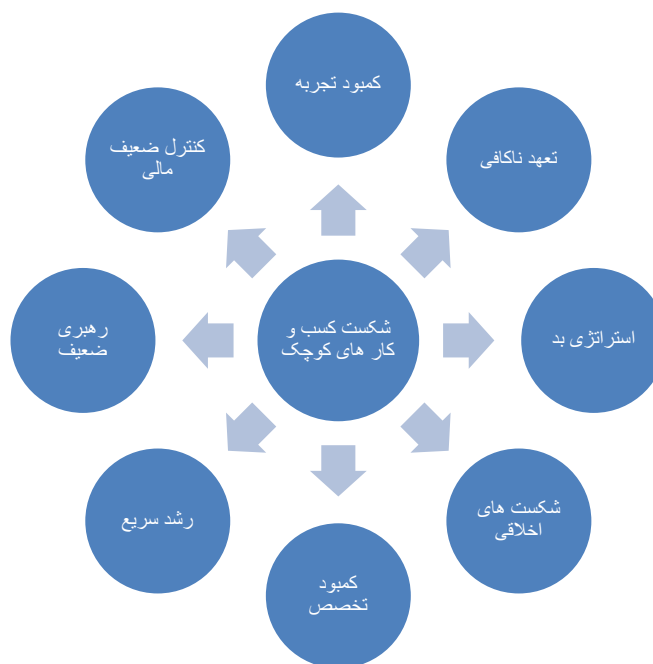 کمبود تجربه
تعهد ناکافی
کنترل ضعیف
مالی
شکست کسب و
کار های کوچک
استراتژی بد
رهبری
ضعیف
شکست های
اخلاقی
رشد سریع
کمبود
تخصص